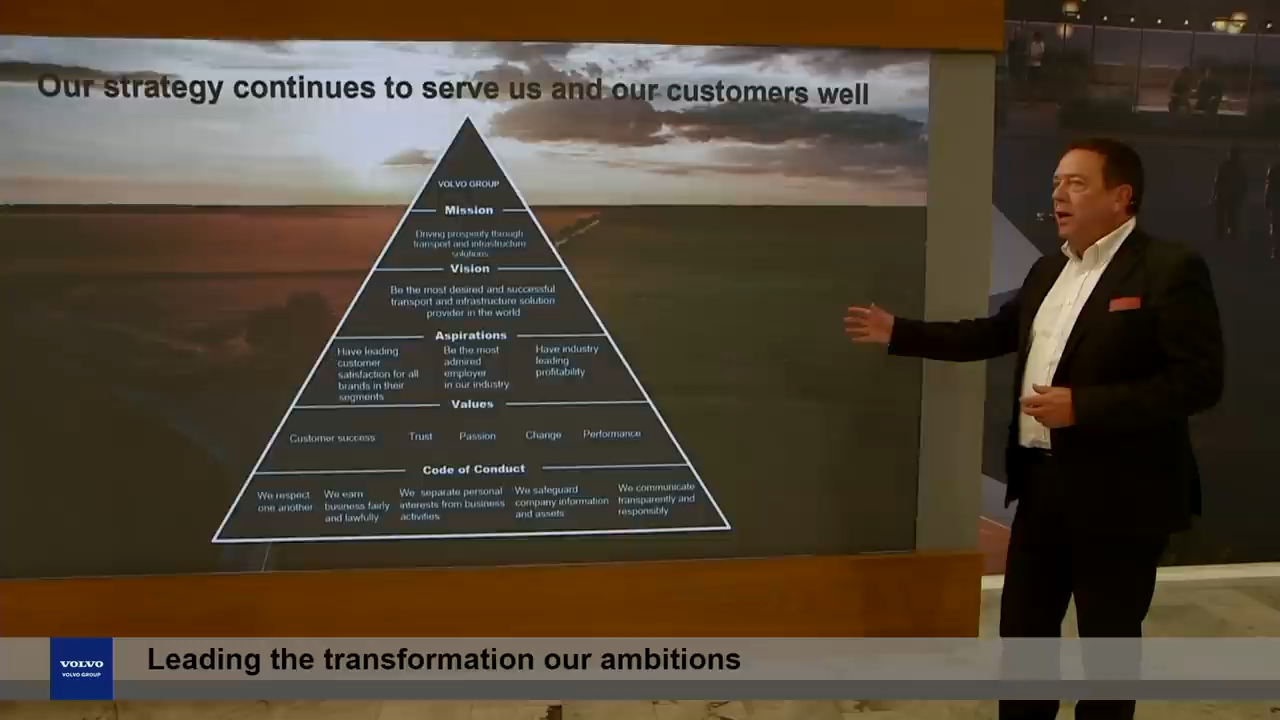 Our strategy continues to serve us and our customers well
VOLVO GROUP
Mission
Driving prosperity through
transport and infrastructure
solutions
Vision
Be the most desired and successful
transport and infrastructure solution
provider in the world
Aspirations
Have leading
customer
satisfaction for all
brands in their
segments
Be the most
admired
employer
in our industry
Have industry
leading
profitability
Values
Customer success
Trust
Passion
Change
Performance
Code of Conduct
We respect
one another
We earn
business fairly
and lawfully
We separate personal
interests from business
activities
We safeguard
company information
and assets
We communicate
transparently and
responsibly
VOLVO
VOLVO GROUP
Leading the transformation our ambitions